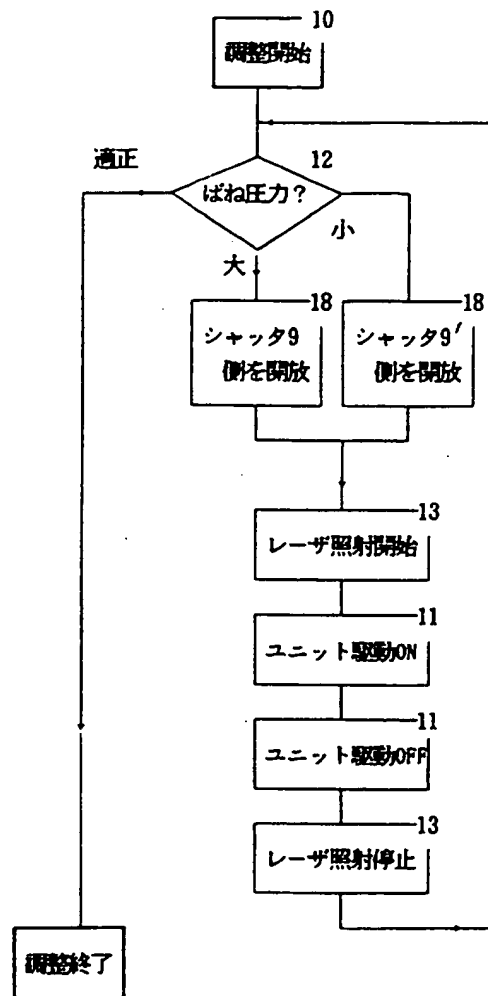 10
調整開始
適正
12
ばね圧力?
小
大
18
シャッタ9
側を開放
18
シャッタ9′
側を開放
13
レーザ照射開始
11
ユニット駆動ON
11
ユニット駆動OFF
13
レーザ照射停止
調整終了